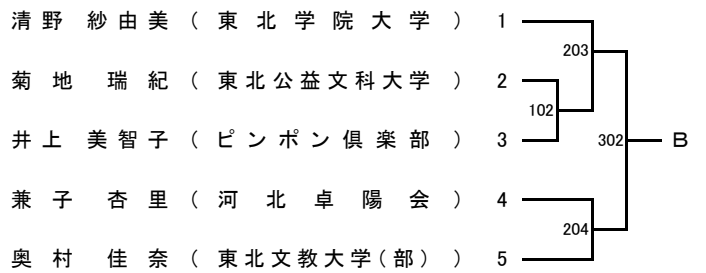 清野 紗由美 ( 東北学院大学 ) 1
203
菊地 瑞紀 ( 東北公益文科大学 ) 2
102
井上 美智子 ( ピンポン倶楽部 ) 3
302 B
兼子 杏里 ( 河北卓陽会 ) 4
204
奥村 佳奈 ( 東北文教大学(部) ) 5